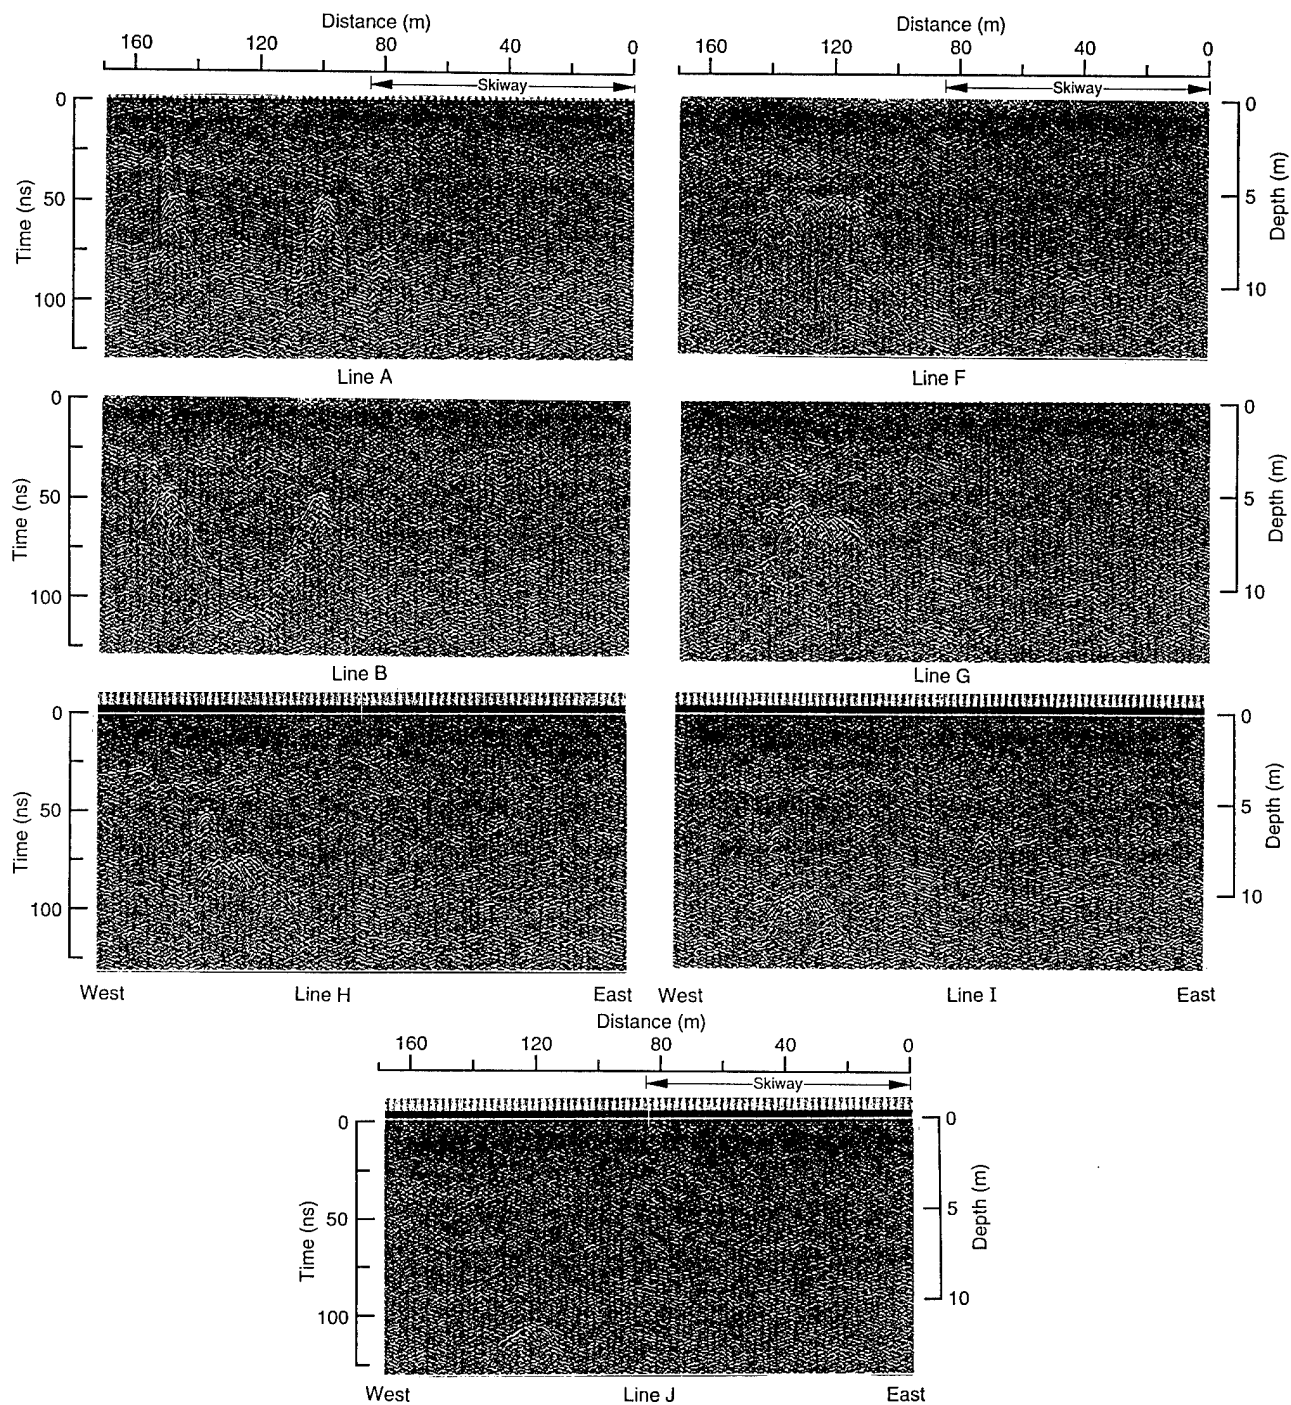 Distance (m)
160 120 80 40 0
Skiway
Distance (m)
160 120 80 40 0
Skiway
0
50
100
Time (ns)
0
5
10
Depth (m)
Line A
Line F
0
50
100
Time (ns)
0
5
10
Depth (m)
Line B
Line G
0
50
100
Time (ns)
0
5
10
Depth (m)
West Line H East
West Line I East
Distance (m)
160 120 80 40 0
Skiway
0
50
100
Time (ns)
0
5
10
Depth (m)
West Line J East